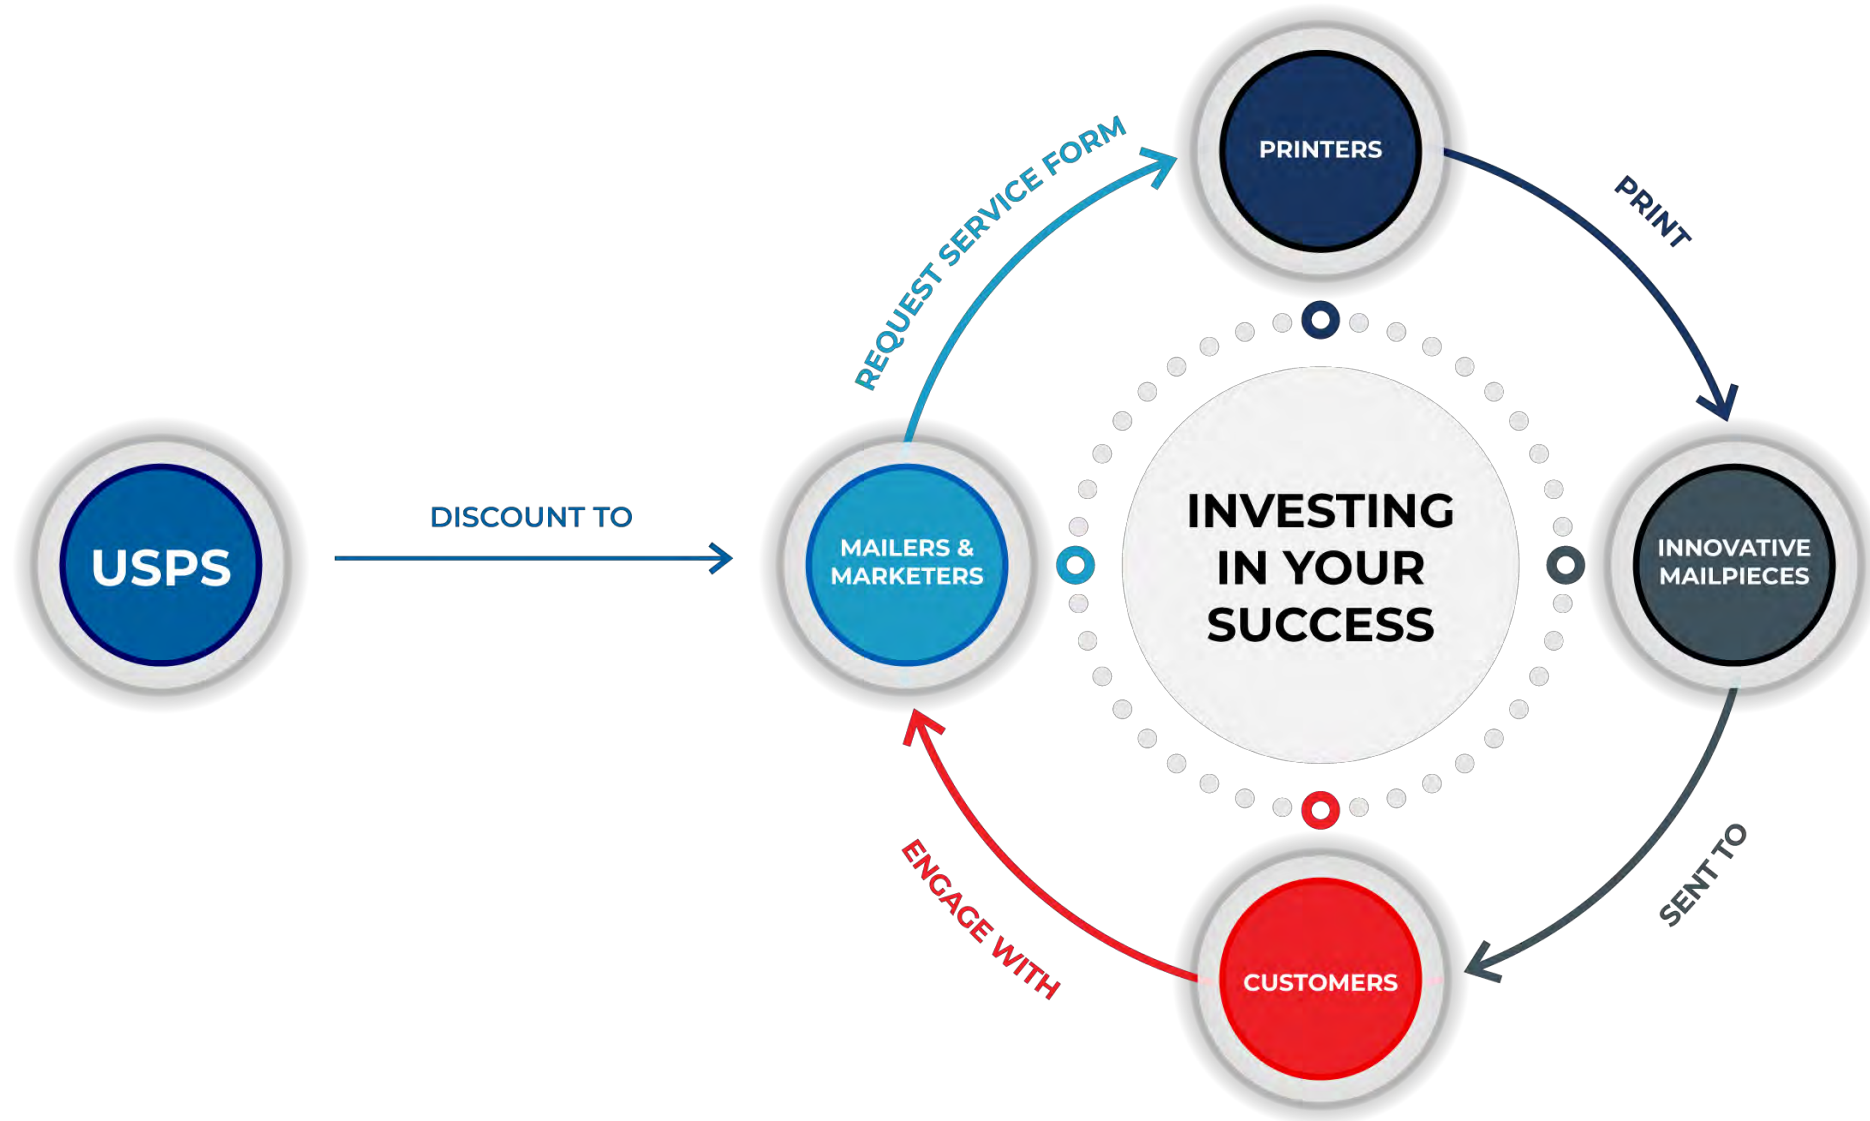 USPS
DISCOUNT TO
MAILERS &
MARKETERS
REQUEST SERVICE FORM
PRINTERS
PRINT
INNOVATIVE
MAILPIECES
SENT TO
CUSTOMERS
ENGAGE WITH
INVESTING
IN YOUR
SUCCESS